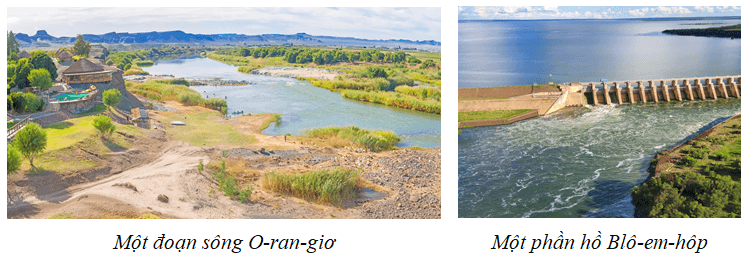 Một đoạn sông O-ran-giơ
Một phần hồ Blô-em-hôp